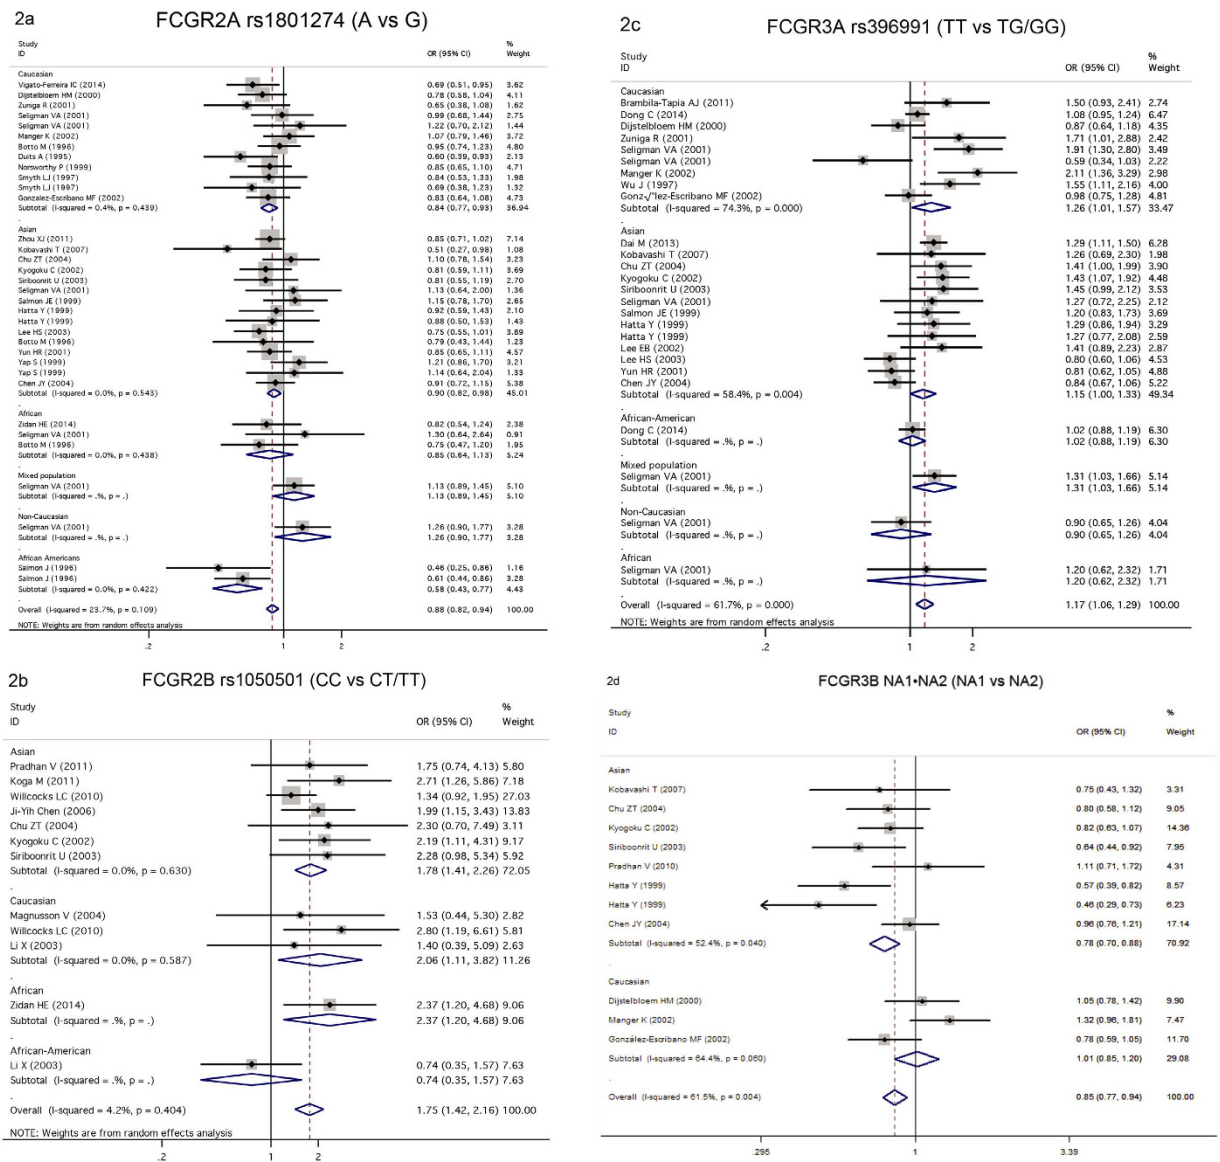 2a
FCGR2A rs1801274 (A vs G)
Study %
ID OR (95% CI) Weight
Caucasian
Vigato-Ferreira IC (2014) 0.69 (0.51, 0.95) 3.62
Dijstelbloem HM (2000) 0.78 (0.58, 1.04) 4.11
Zuniga R (2001) 0.65 (0.38, 1.08) 1.62
Seligman VA (2001) 0.99 (0.68, 1.44) 2.75
Seligman VA (2001) 1.22 (0.70, 2.12) 1.44
Manger K (2002) 1.07 (0.79, 1.46) 3.72
Botto M (1996) 0.95 (0.74, 1.23) 4.80
Duits A (1995) 0.60 (0.39, 0.93) 2.13
Norsworthy P (1999) 0.85 (0.65, 1.10) 4.71
Smyth LJ (1997) 0.84 (0.53, 1.33) 1.98
Smyth LJ (1997) 0.69 (0.38, 1.23) 1.32
Gonzalez-Escribano MF (2002) 0.83 (0.64, 1.08) 4.73
Subtotal (I-squared = 0.4%, p = 0.439) 0.84 (0.77, 0.93) 36.94
.
Asian
Zhou XJ (2011) 0.85 (0.71, 1.02) 7.14
Kobavashi T (2007) 0.51 (0.27, 0.98) 1.08
Chu ZT (2004) 1.10 (0.78, 1.54) 3.23
Kyogoku C (2002) 0.81 (0.59, 1.11) 3.69
Siriboonrit U (2003) 0.81 (0.55, 1.19) 2.70
Seligman VA (2001) 1.13 (0.64, 2.00) 1.36
Salmon JE (1999) 1.15 (0.78, 1.70) 2.65
Hatta Y (1999) 0.92 (0.59, 1.43) 2.10
Hatta Y (1999) 0.88 (0.50, 1.53) 1.43
Lee HS (2003) 0.75 (0.55, 1.01) 3.89
Botto M (1996) 0.79 (0.43, 1.44) 1.23
Yun HR (2001) 0.85 (0.65, 1.11) 4.57
Yap S (1999) 1.21 (0.86, 1.70) 3.21
Yap S (1999) 1.14 (0.64, 2.04) 1.33
Chen JY (2004) 0.91 (0.72, 1.15) 5.38
Subtotal (I-squared = 0.0%, p = 0.543) 0.90 (0.82, 0.98) 45.01
.
African
Zidan HE (2014) 0.82 (0.54, 1.24) 2.38
Seligman VA (2001) 1.30 (0.64, 2.64) 0.91
Botto M (1996) 0.75 (0.47, 1.20) 1.95
Subtotal (I-squared = 0.0%, p = 0.438) 0.85 (0.64, 1.13) 5.24
.
Mixed population
Seligman VA (2001) 1.13 (0.89, 1.45) 5.10
Subtotal (I-squared = .%, p = .) 1.13 (0.89, 1.45) 5.10
.
Non-Caucasian
Seligman VA (2001) 1.26 (0.90, 1.77) 3.28
Subtotal (I-squared = .%, p = .) 1.26 (0.90, 1.77) 3.28
.
African Americans
Salmon J (1996) 0.46 (0.25, 0.86) 1.16
Salmon J (1996) 0.61 (0.44, 0.86) 3.28
Subtotal (I-squared = 0.0%, p = 0.422) 0.58 (0.43, 0.77) 4.43
.
Overall (I-squared = 23.7%, p = 0.109) 0.88 (0.82, 0.94) 100.00
NOTE: Weights are from random effects analysis
.2 1 2
2c
FCGR3A rs396991 (TT vs TG/GG)
Study %
ID OR (95% CI) Weight
Caucasian
Brambila-Tapia AJ (2011) 1.50 (0.93, 2.41) 2.74
Dong C (2014) 1.08 (0.95, 1.24) 6.47
Dijstelbloem HM (2000) 0.87 (0.64, 1.18) 4.35
Zuniga R (2001) 1.71 (1.01, 2.88) 2.42
Seligman VA (2001) 1.91 (1.30, 2.80) 3.49
Seligman VA (2001) 0.59 (0.34, 1.03) 2.22
Manger K (2002) 2.11 (1.36, 3.29) 2.98
Wu J (1997) 1.55 (1.11, 2.16) 4.00
Gonz√°lez-Escribano MF (2002) 0.98 (0.75, 1.28) 4.81
Subtotal (I-squared = 74.3%, p = 0.000) 1.26 (1.01, 1.57) 33.47
.
Asian
Dai M (2013) 1.29 (1.11, 1.50) 6.28
Kobavashi T (2007) 1.26 (0.69, 2.30) 1.98
Chu ZT (2004) 1.41 (1.00, 1.99) 3.90
Kyogoku C (2002) 1.43 (1.07, 1.92) 4.48
Siriboonrit U (2003) 1.45 (0.99, 2.12) 3.53
Seligman VA (2001) 1.27 (0.72, 2.25) 2.12
Salmon JE (1999) 1.20 (0.83, 1.73) 3.69
Hatta Y (1999) 1.29 (0.86, 1.94) 3.29
Hatta Y (1999) 1.27 (0.77, 2.08) 2.61
Lee EB (2002) 1.41 (0.89, 2.23) 2.87
Lee HS (2003) 0.80 (0.60, 1.06) 4.53
Yun HR (2001) 0.81 (0.62, 1.05) 4.88
Chen JY (2004) 0.84 (0.67, 1.06) 5.22
Subtotal (I-squared = 58.4%, p = 0.004) 1.15 (1.00, 1.33) 49.34
.
African-American
Dong C (2014) 1.02 (0.88, 1.19) 6.30
Subtotal (I-squared = .%, p = .) 1.02 (0.88, 1.19) 6.30
.
Mixed population
Seligman VA (2001) 1.31 (1.03, 1.66) 5.14
Subtotal (I-squared = .%, p = .) 1.31 (1.03, 1.66) 5.14
.
Non-Caucasian
Seligman VA (2001) 0.90 (0.65, 1.26) 4.04
Subtotal (I-squared = .%, p = .) 0.90 (0.65, 1.26) 4.04
.
African
Seligman VA (2001) 1.20 (0.62, 2.32) 1.71
Subtotal (I-squared = .%, p = .) 1.20 (0.62, 2.32) 1.71
.
Overall (I-squared = 61.7%, p = 0.000) 1.17 (1.06, 1.29) 100.00
NOTE: Weights are from random effects analysis
.2 1 2
2b
FCGR2B rs1050501 (CC vs CT/TT)
Study %
ID OR (95% CI) Weight
Asian
Pradhan V (2011) 1.75 (0.74, 4.13) 5.80
Koga M (2011) 2.71 (1.26, 5.86) 7.18
Willcocks LC (2010) 1.34 (0.92, 1.95) 27.03
Ji-Yih Chen (2006) 1.99 (1.15, 3.43) 13.83
Chu ZT (2004) 2.30 (0.70, 7.49) 3.11
Kyogoku C (2002) 2.19 (1.11, 4.31) 9.17
Siriboonrit U (2003) 2.28 (0.98, 5.34) 5.92
Subtotal (I-squared = 0.0%, p = 0.630) 1.78 (1.41, 2.26) 72.05
.
Caucasian
Magnusson V (2004) 1.53 (0.44, 5.30) 2.82
Willcocks LC (2010) 2.80 (1.19, 6.61) 5.81
Li X (2003) 1.40 (0.39, 5.09) 2.63
Subtotal (I-squared = 0.0%, p = 0.587) 2.06 (1.11, 3.82) 11.26
.
African
Zidan HE (2014) 2.37 (1.20, 4.68) 9.06
Subtotal (I-squared = .%, p = .) 2.37 (1.20, 4.68) 9.06
.
African-American
Li X (2003) 0.74 (0.35, 1.57) 7.63
Subtotal (I-squared = .%, p = .) 0.74 (0.35, 1.57) 7.63
.
Overall (I-squared = 4.2%, p = 0.404) 1.75 (1.42, 2.16) 100.00
NOTE: Weights are from random effects analysis
.2 1 2
2d
FCGR3B NA1•NA2 (NA1 vs NA2)
Study %
ID OR (95% CI) Weight
Asian
Kobavashi T (2007) 0.75 (0.43, 1.32) 3.31
Chu ZT (2004) 0.80 (0.58, 1.12) 9.05
Kyogoku C (2002) 0.82 (0.63, 1.07) 14.36
Siriboonrit U (2003) 0.64 (0.44, 0.92) 7.95
Pradhan V (2010) 1.11 (0.71, 1.72) 4.31
Hatta Y (1999) 0.57 (0.39, 0.82) 8.57
Hatta Y (1999) 0.46 (0.29, 0.73) 6.23
Chen JY (2004) 0.96 (0.76, 1.21) 17.14
Subtotal (I-squared = 52.4%, p = 0.040) 0.78 (0.70, 0.88) 70.92
.
Caucasian
Dijstelbloem HM (2000) 1.05 (0.78, 1.42) 9.90
Manger K (2002) 1.32 (0.96, 1.81) 7.47
González-Escribano MF (2002) 0.78 (0.59, 1.05) 11.70
Subtotal (I-squared = 64.4%, p = 0.060) 1.01 (0.85, 1.20) 29.08
.
Overall (I-squared = 61.5%, p = 0.004) 0.85 (0.77, 0.94) 100.00
.295 1 3.39